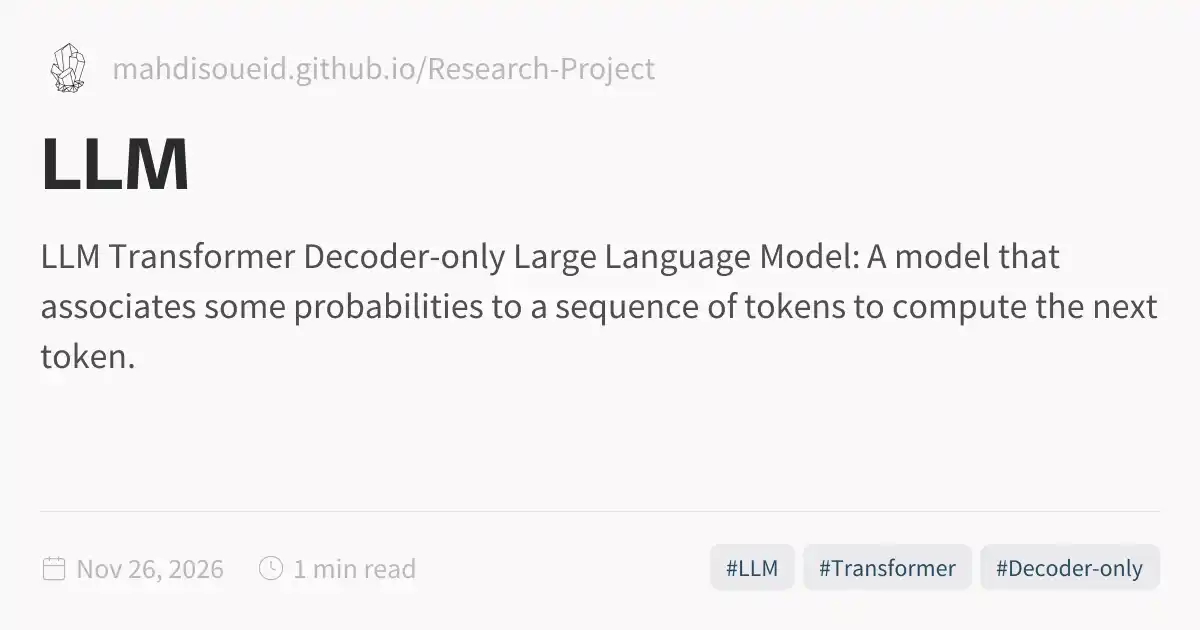 mahdisoueid.github.io/Research-Project
LLM
LLM Transformer Decoder-only Large Language Model: A model that
associates some probabilities to a sequence of tokens to compute the next
token.
Nov 26, 2026 1 min read #LLM #Transformer #Decoder-only